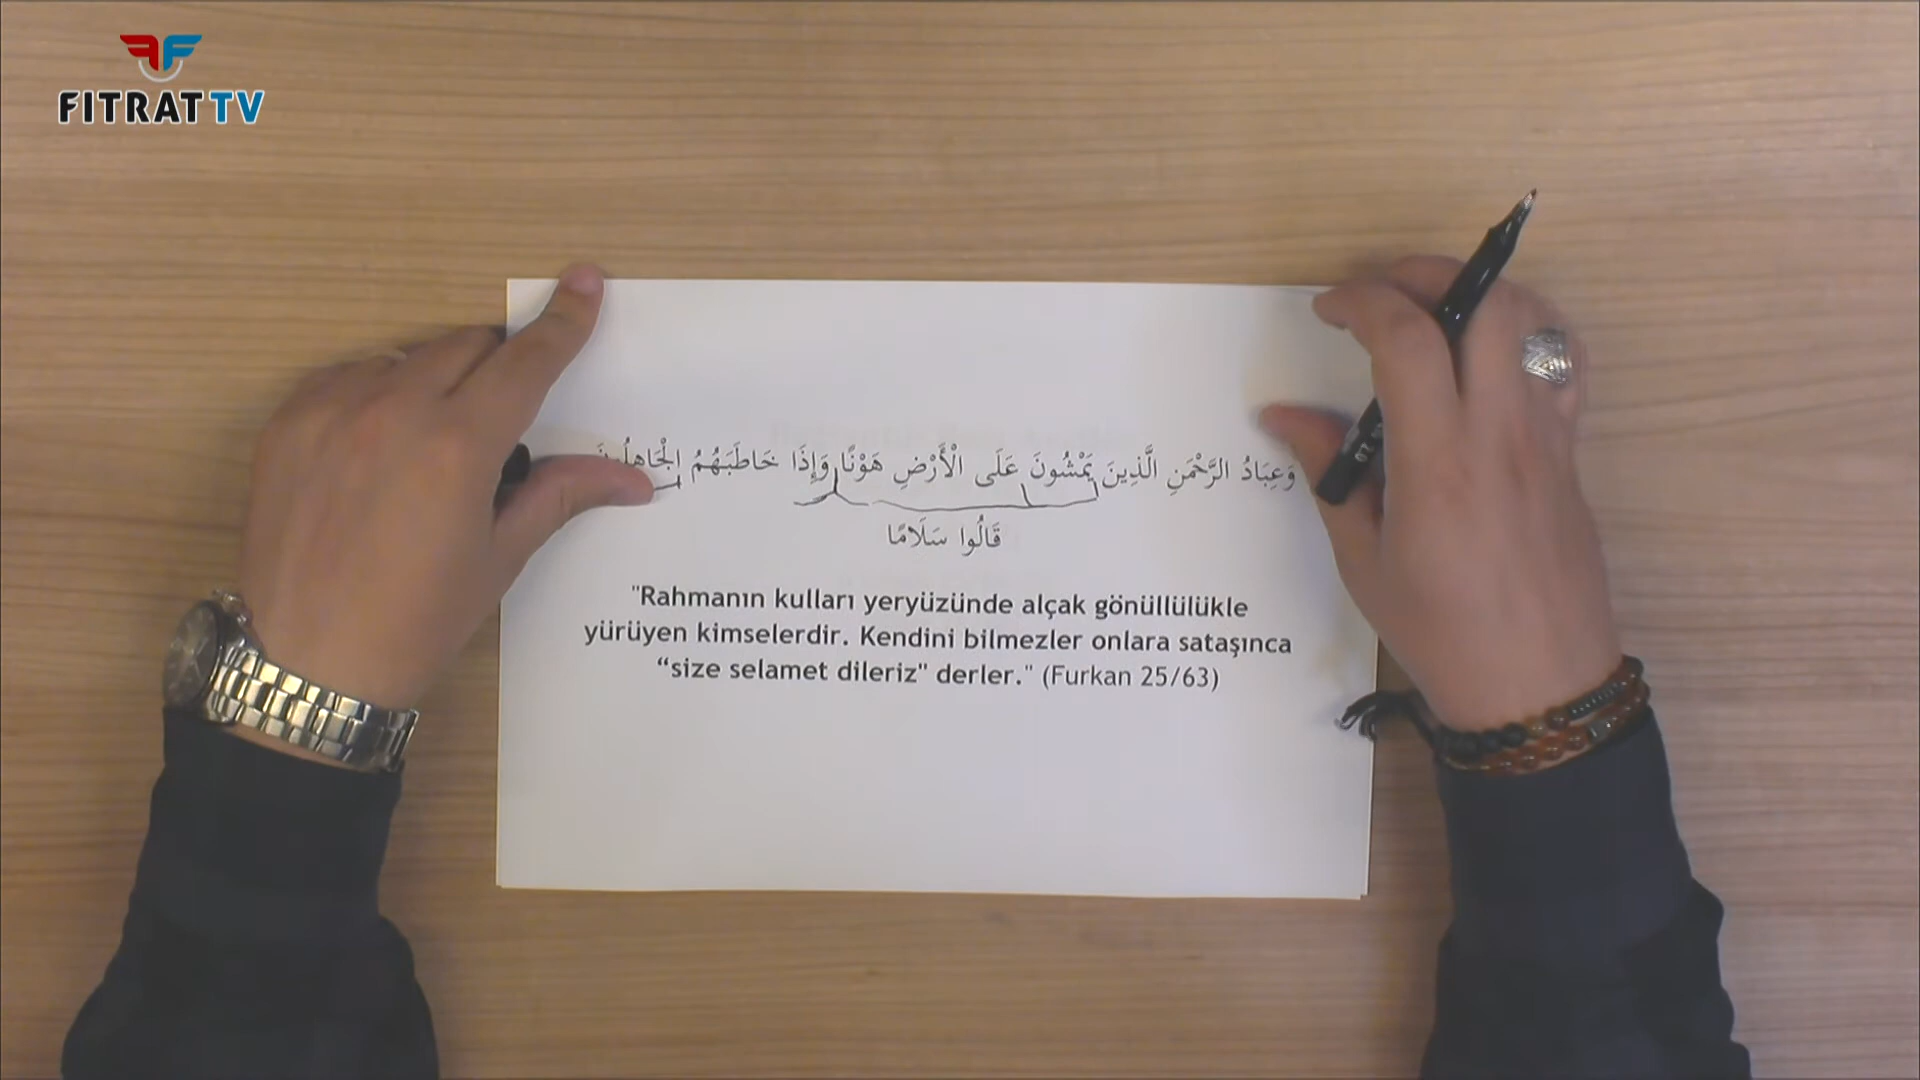 FITRAT TV
وَعِبَادُ الرَّحْمَنِ الَّذِينَ يَمْشُونَ عَلَى الْأَرْضِ هَوْنًا وَإِذَا خَاطَبَهُمُ الْجَاهِلُونَ
قَالُوا سَلَامًا
"Rahmanın kulları yeryüzünde alçak gönüllülükle
yürüyen kimselerdir. Kendini bilmezler onlara sataşınca
“size selamet dileriz" derler." (Furkan 25/63)